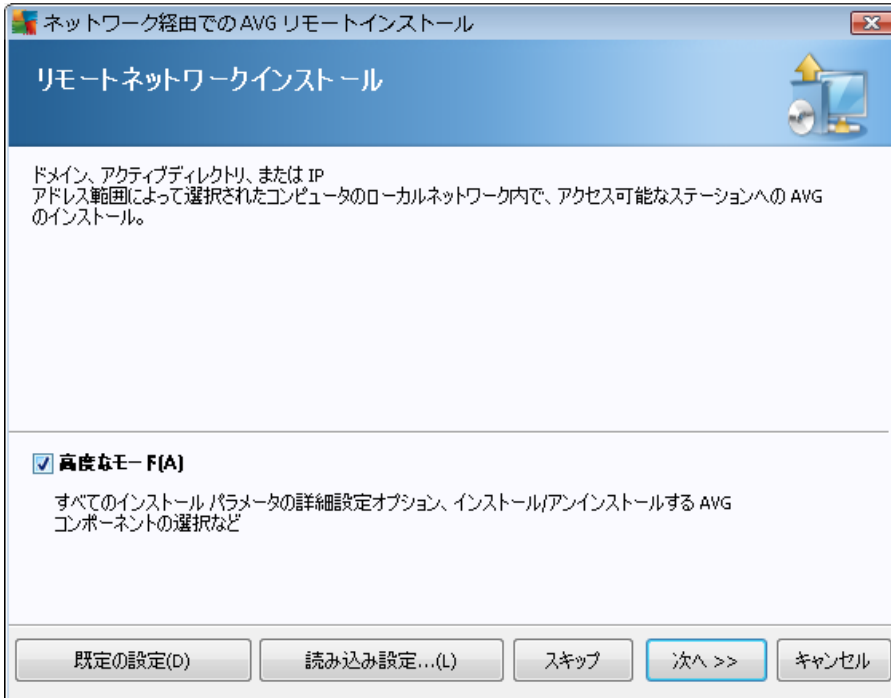 ネットワーク経由での AVG リモートインストール
リモートネットワークインストール
ドメイン、アクティブディレクトリ、または IP
アドレス範囲によって選択されたコンピュータのローカルネットワーク内で、アクセス可能なステーションへの AVG
のインストール。
高度なモード(A)
すべてのインストール パラメータの詳細設定オプション、インストール/アンインストールする AVG
コンポーネントの選択など
既定の設定(D)
読み込み設定...(L)
スキップ
次へ >>
キャンセル